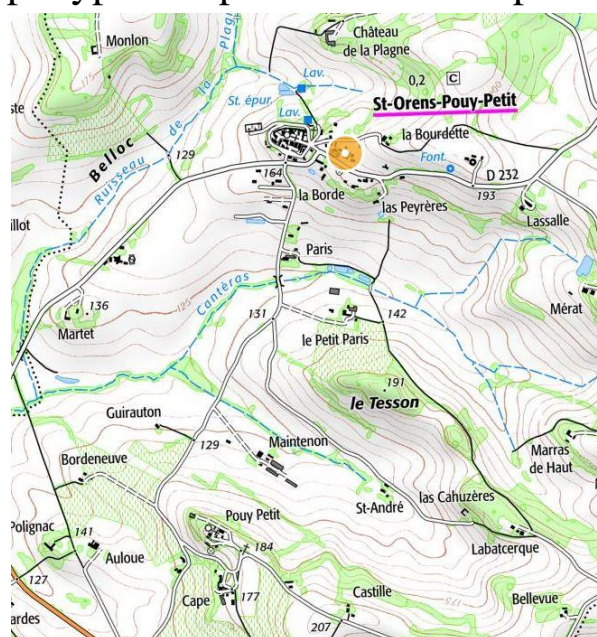 Monlon
Château
de la Plagne
Lav.
0,2
C
St-Orens-Pouy-Petit
St. épur.
Lav.
Ruisseau de la Plagne
Belloc
129
la Bourdette
Font.
D 232
164
193
la Borde
las Peyrères
Lassalle
Paris
Mérat
Cantéras
125
136
Martet
131
142
le Petit Paris
191
le Tesson
Guirauton
129
Maintenon
Marras
de Haut
Bordeneuve
St-André
las Cahuzères
Pouy Petit
Polignac
141
Auloue
184
Labatcerque
127
Cape
177
Castille
Bellevue
207
175